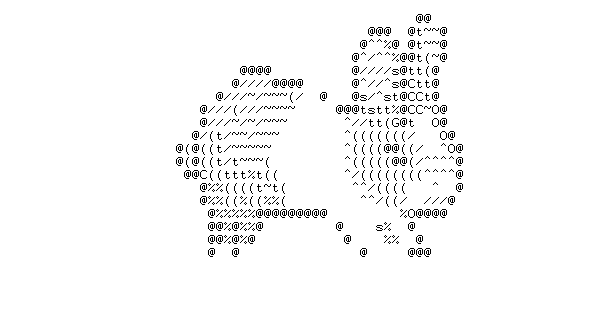 @@
                        @@@  @t~~@
                       @^^%@ @t~~@
                      @^/^^%@@t(~@
        @@@@          @////s@tt(@
       @////@@@@      @^//^s@Ctt@
     @///~/~~~(/  @   @s/^st@CCt@
   @///(///~~~~     @@@tstt%@CC~O@
   @///~/~/~~~       ^//tt(G@t  O@
  @/(t/~~/~~~        ^(((((((/   O@
@(@((t/~~~~~         ^((((@@((/  ^O@
@(@((t/t~~~(         ^(((((@@(/^^^^@
 @@C((ttt%t((        ^/((((((((^^^^@
   @%%((((t~t(        ^^/((((   ^  @
   @%%((%((%%(         ^^/((/  ///@
    @%%%%%@@@@@@@@@         %O@@@@
    @@%@%%@         @    s%  @
    @@%@%@           @    %%  @
    @  @               @     @@@